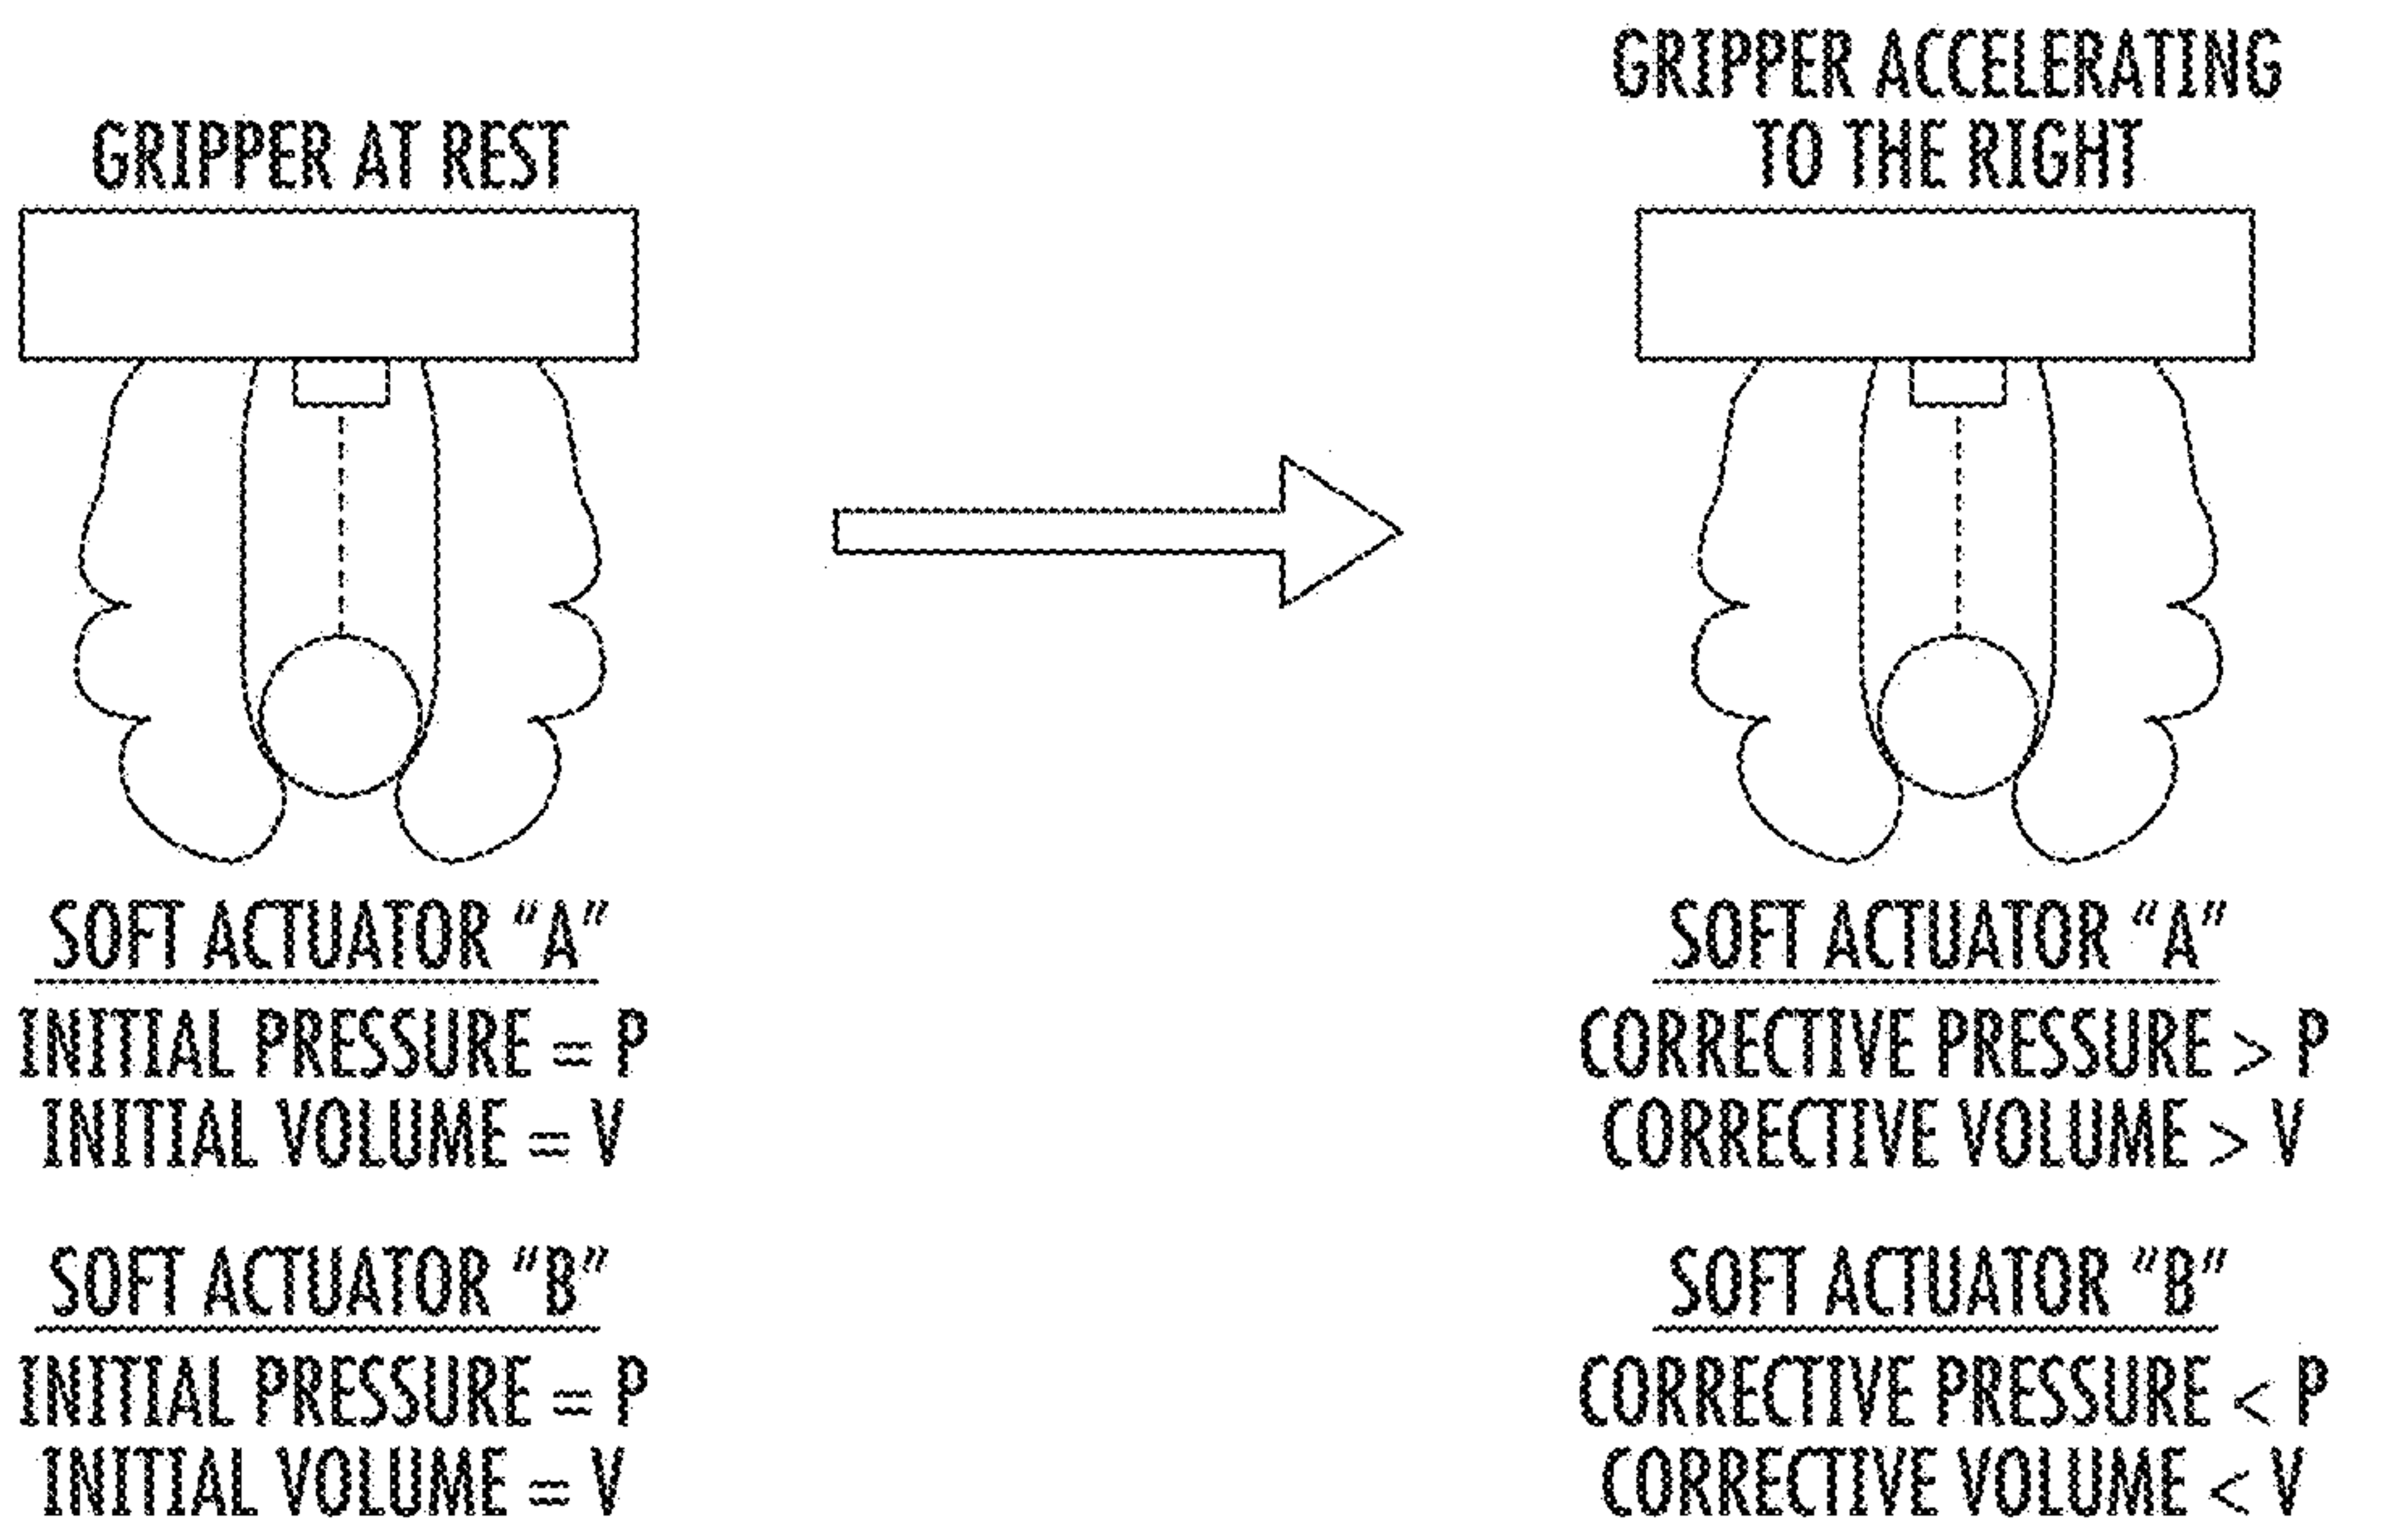 GRIPPER AT REST
SOFT ACTUATOR "A"
INITIAL PRESSURE = P
INITIAL VOLUME = V
SOFT ACTUATOR "B"
INITIAL PRESSURE = P
INITIAL VOLUME = V
GRIPPER ACCELERATING
TO THE RIGHT
SOFT ACTUATOR "A"
CORRECTIVE PRESSURE > P
CORRECTIVE VOLUME > V
SOFT ACTUATOR "B"
CORRECTIVE PRESSURE < P
CORRECTIVE VOLUME < V